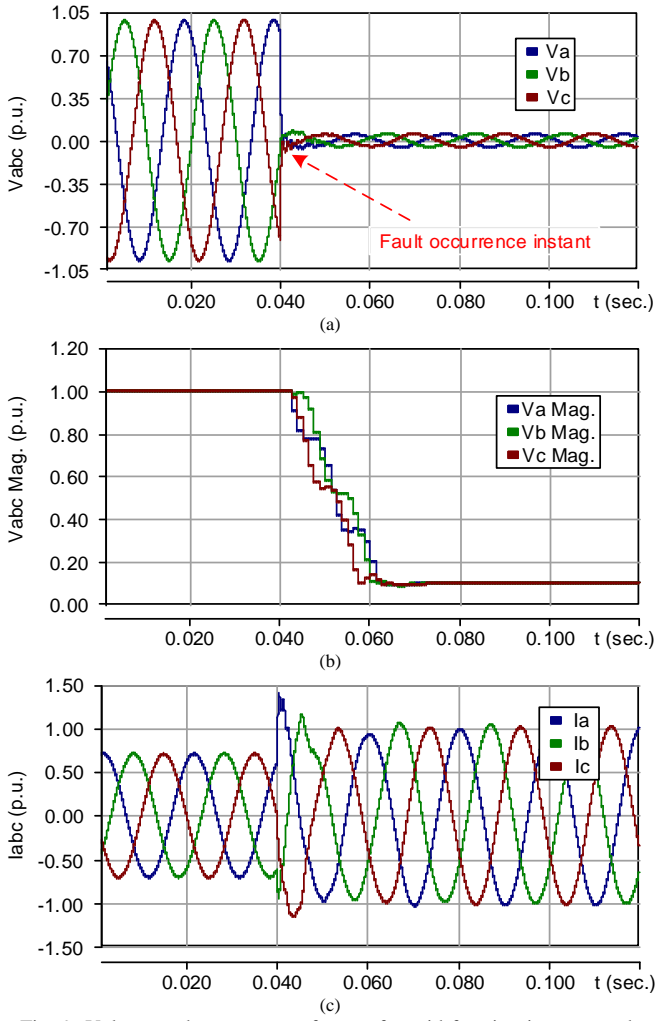 1.05
0.70
0.35
0.00
-0.35
-0.70
-1.05
Vabc (p.u.)
Va
Vb
Vc
Fault occurrence instant
0.020 0.040 0.060 0.080 0.100 t (sec.)
(a)
1.20
1.00
0.80
0.60
0.40
0.20
0.00
Vabc Mag. (p.u.)
Va Mag.
Vb Mag.
Vc Mag.
0.020 0.040 0.060 0.080 0.100 t (sec.)
(b)
1.50
1.00
0.50
0.00
-0.50
-1.00
-1.50
Iabc (p.u.)
Ia
Ib
Ic
0.020 0.040 0.060 0.080 0.100 t (sec.)
(c)